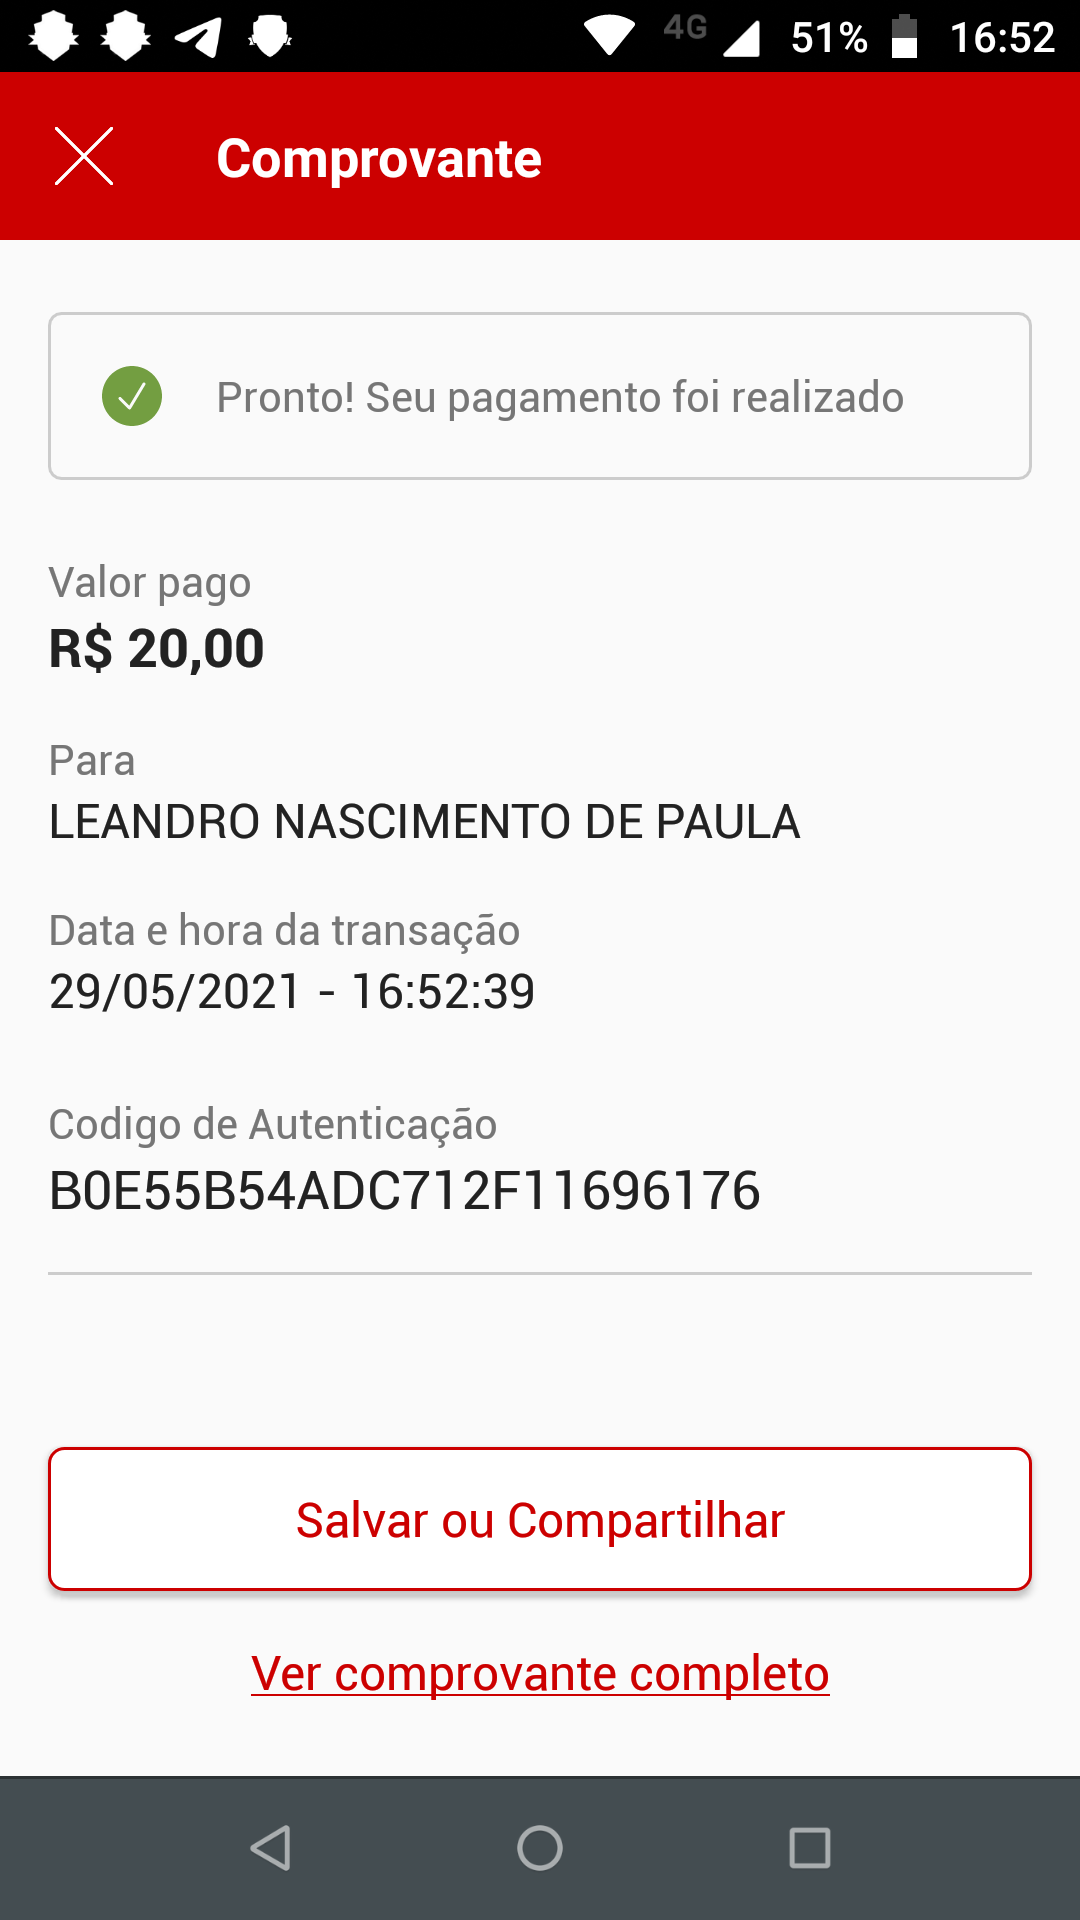 4G 51% 16:52
Comprovante
Pronto! Seu pagamento foi realizado
Valor pago
R$ 20,00
Para
LEANDRO NASCIMENTO DE PAULA
Data e hora da transação
29/05/2021 - 16:52:39
Codigo de Autenticação
B0E55B54ADC712F11696176
Salvar ou Compartilhar
Ver comprovante completo